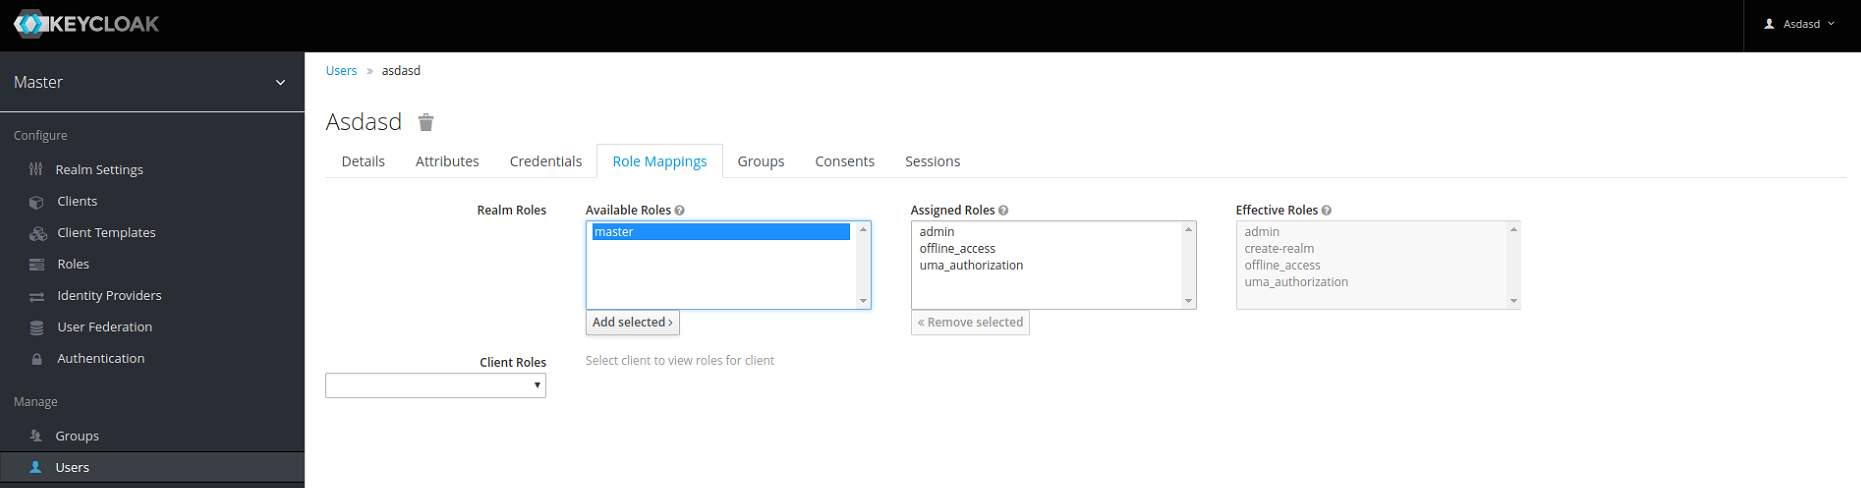 KEYCLOAK
Asdasd
Master
Configure
Realm Settings
Clients
Client Templates
Roles
Identity Providers
User Federation
Authentication
Manage
Groups
Users
Users » asdasd
Asdasd
Details Attributes Credentials Role Mappings Groups Consents Sessions
Realm Roles
Available Roles ?
master
Add selected ›
Assigned Roles ?
admin
offline_access
uma_authorization
« Remove selected
Effective Roles ?
admin
create-realm
offline_access
uma_authorization
Client Roles
Select client to view roles for client